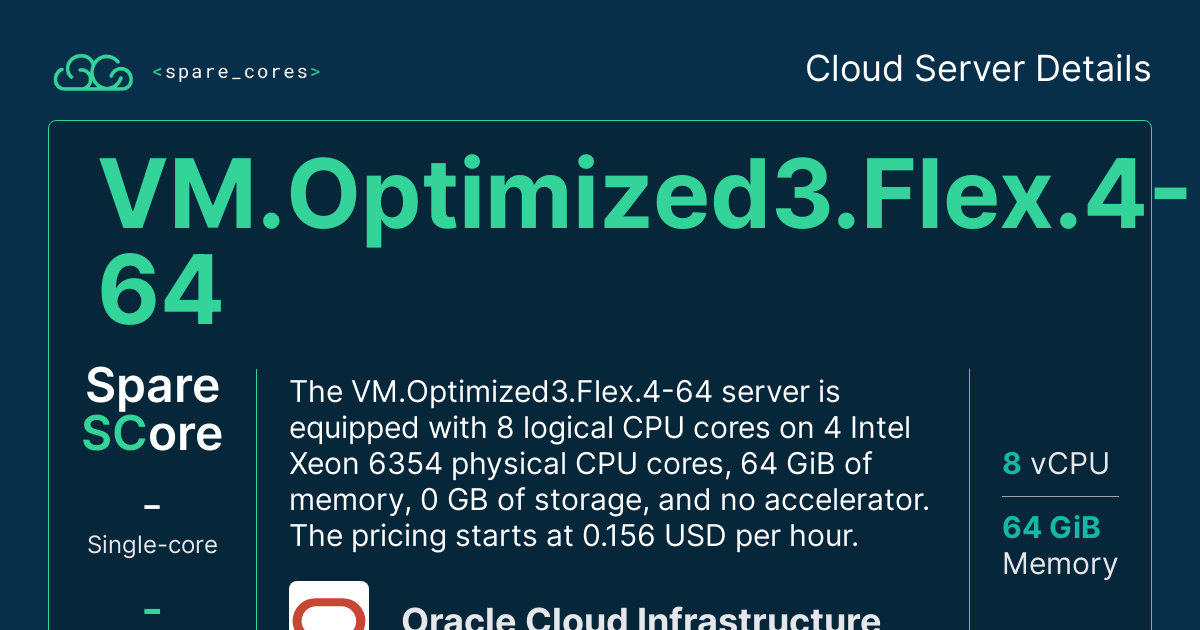 <spare_cores>
Cloud Server Details
VM.Optimized3.Flex.4-
64
Spare
SCore
–
Single-core
–
The VM.Optimized3.Flex.4-64 server is
equipped with 8 logical CPU cores on 4 Intel
Xeon 6354 physical CPU cores, 64 GiB of
memory, 0 GB of storage, and no accelerator.
The pricing starts at 0.156 USD per hour.
Oracle Cloud Infrastructure
8 vCPU
64 GiB
Memory